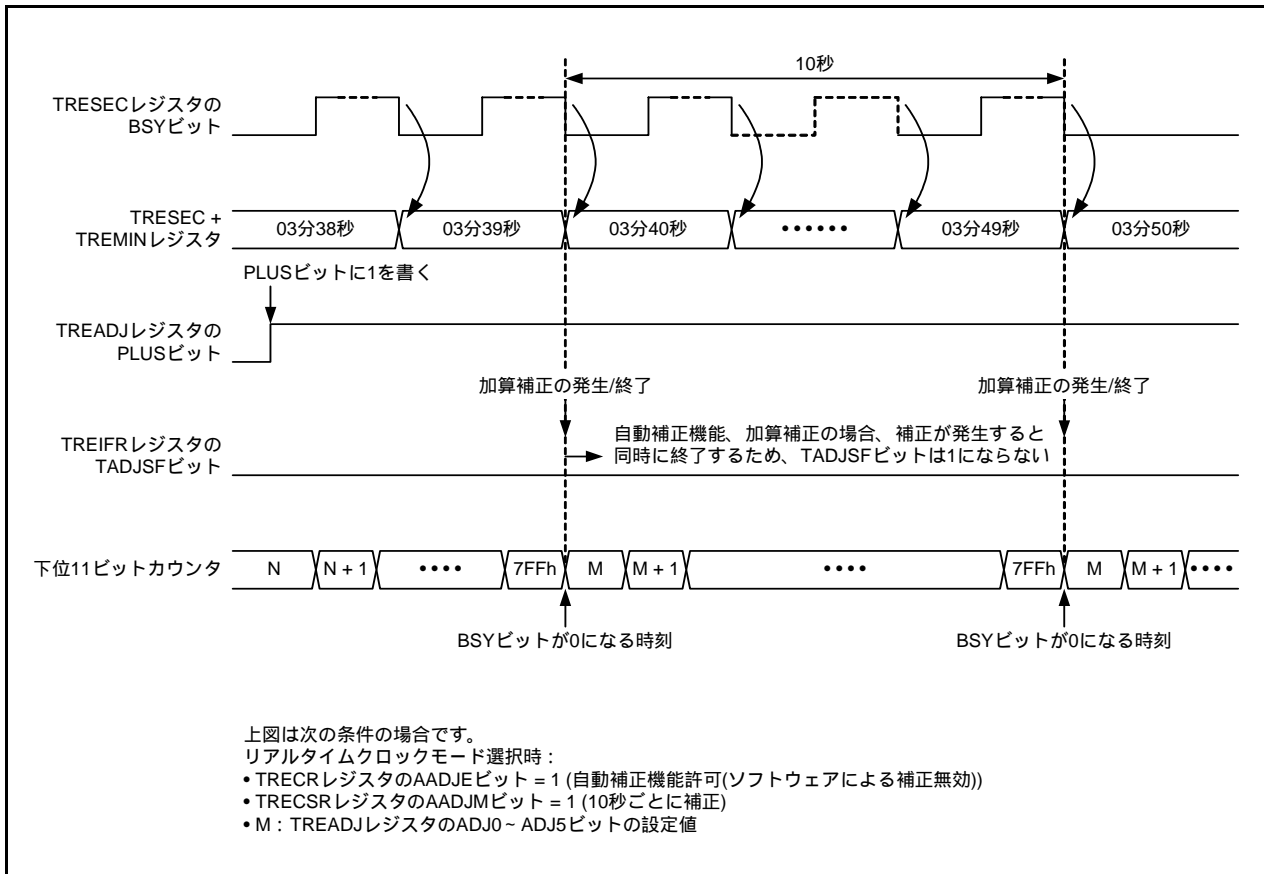 10秒
TRESECレジスタの
BSYビット
TRESEC +
TREMINレジスタ
03分38秒
03分39秒
03分40秒
••••••
03分49秒
03分50秒
PLUSビットに1を書く
TREADJレジスタの
PLUSビット
加算補正の発生/終了
加算補正の発生/終了
TREIFRレジスタの
TADJSFビット
自動補正機能、加算補正の場合、補正が発生すると
同時に終了するため、TADJSFビットは1にならない
下位11ビットカウンタ
N
N + 1
••••
7FFh
M
M + 1
••••
7FFh
M
M + 1
••••
BSYビットが0になる時刻
BSYビットが0になる時刻
上図は次の条件の場合です。
リアルタイムクロックモード選択時：
• TRECRレジスタのAADJEビット = 1 (自動補正機能許可(ソフトウェアによる補正無効))
• TRECSRレジスタのAADJMビット = 1 (10秒ごとに補正)
• M：TREADJレジスタのADJ0 ~ ADJ5ビットの設定値